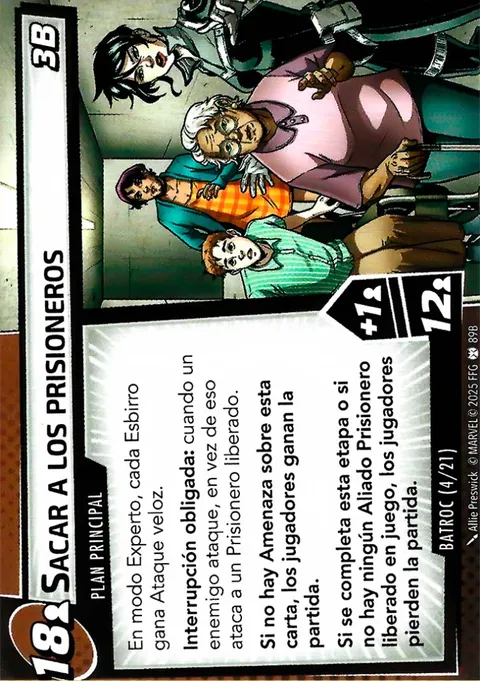 18
SACAR A LOS PRISIONEROS
3B
PLAN PRINCIPAL
En modo Experto, cada Esbirro
gana Ataque veloz.
Interrupción obligada: cuando un
enemigo ataque, en vez de eso
ataca a un Prisionero liberado.
Si no hay Amenaza sobre esta
carta, los jugadores ganan la
partida.
Si se completa esta etapa o si
no hay ningún Aliado Prisionero
liberado en juego, los jugadores
pierden la partida.
+1
12
BATROC (4/21)
Allie Preswick © MARVEL © 2025 FFG 89B